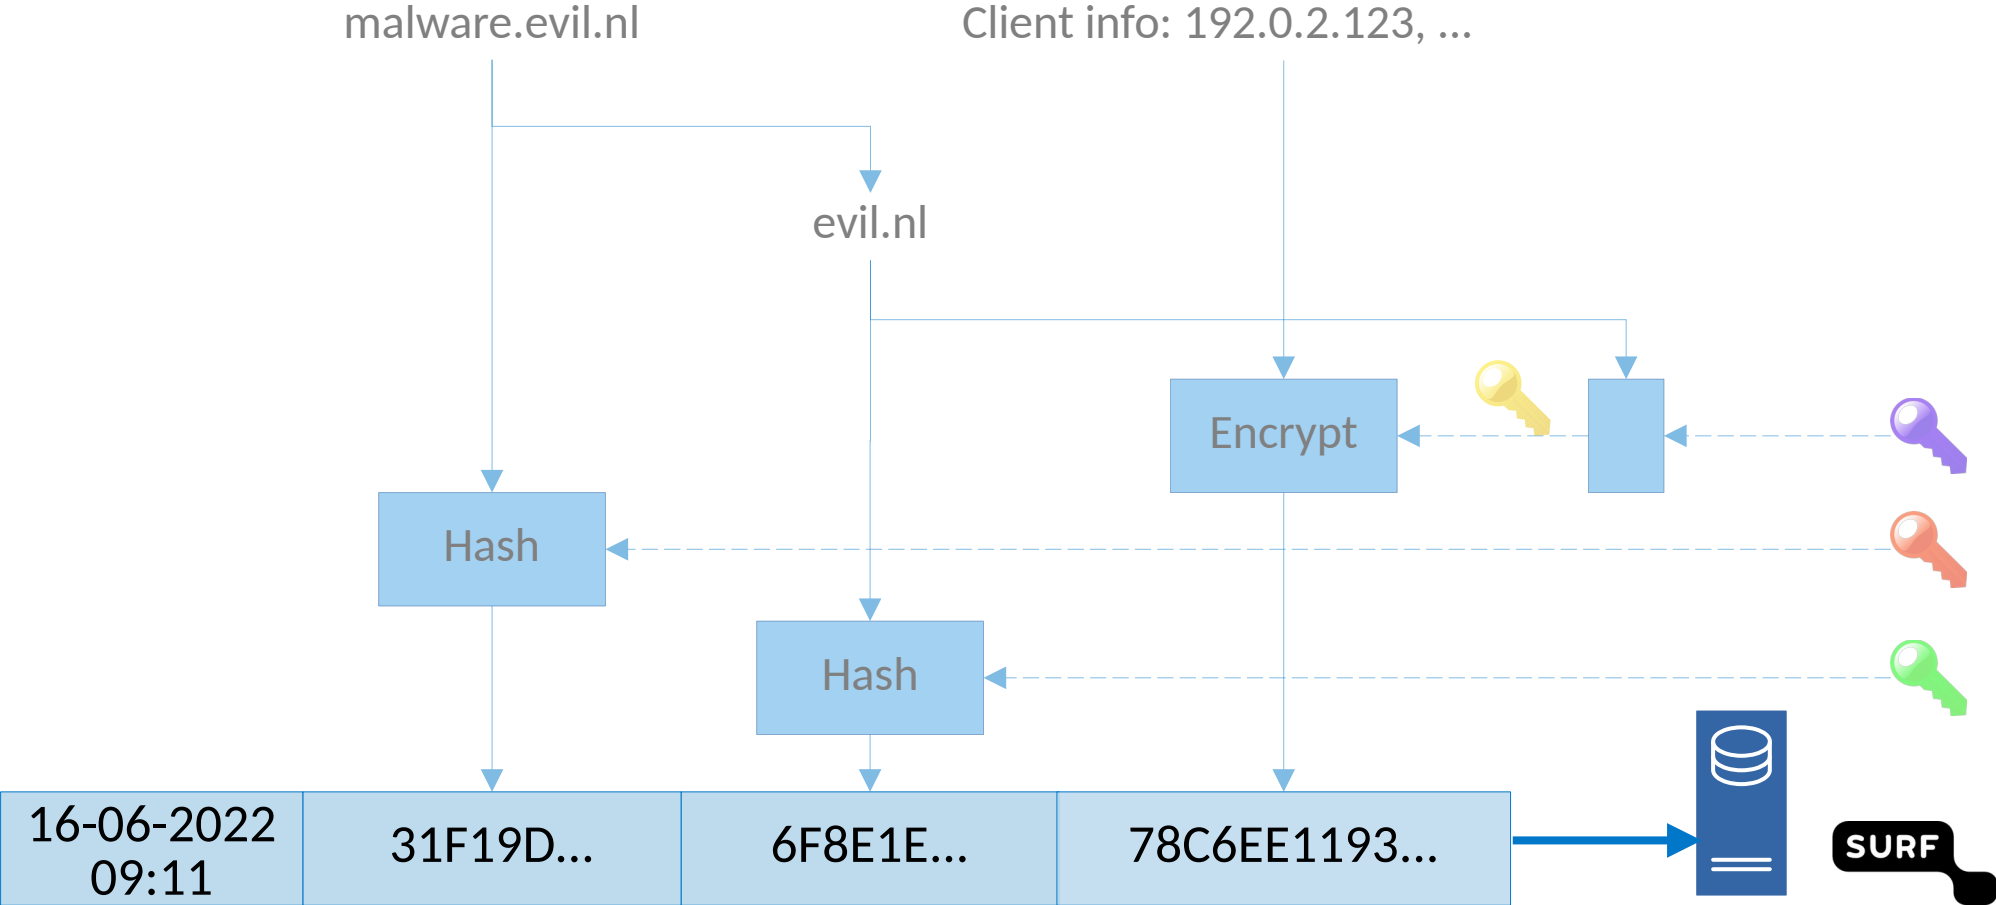 malware.evil.nl
Client info: 192.0.2.123, ...
evil.nl
Encrypt
Hash
Hash
16-06-2022
09:11
31F19D...
6F8E1E...
78C6EE1193...
SURF